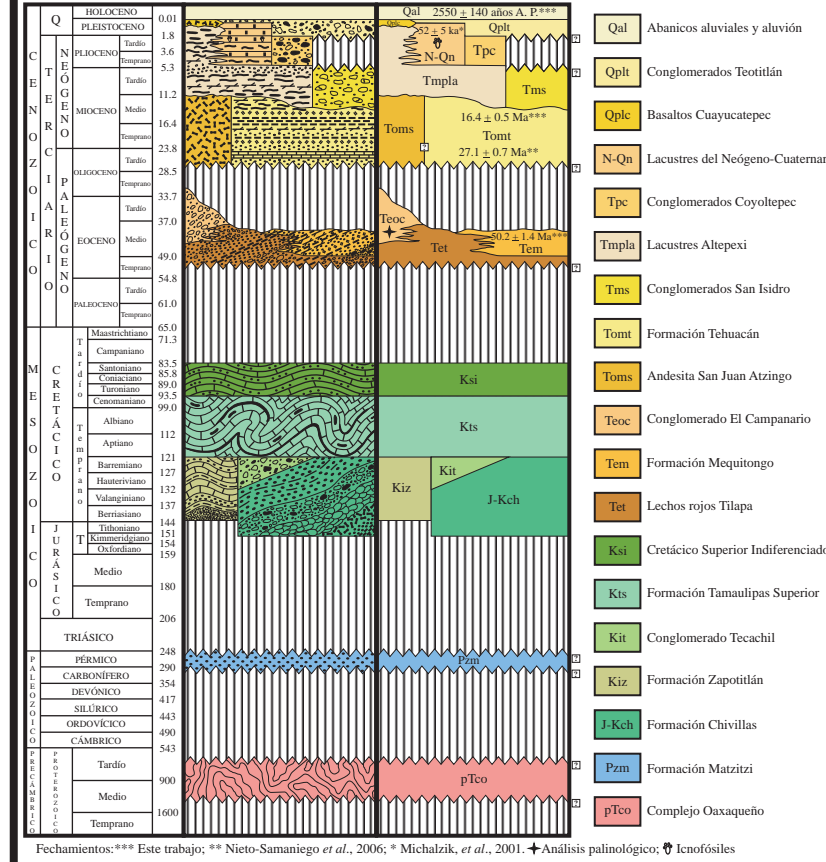 HOLOCENO
Q
PLEISTOCENO
0.01
1.8
CENOZOICO
TERCIARIO
NEÓGENO
PLIOCENO
Tardío
3.6
Temprano
5.3
MIOCENO
Tardío
11.2
Medio
16.4
Temprano
23.8
PALEÓGENO
OLIGOCENO
Tardío
28.5
Temprano
33.7
EOCENO
Tardío
37.0
Medio
49.0
Temprano
54.8
PALEOCENO
Tardío
61.0
Temprano
65.0
MESOZOICO
CRETÁCICO
Tardío
Maastrichtiano
71.3
Campaniano
83.5
Santoniano
85.8
Coniaciano
89.0
Turoniano
93.5
Cenomaniano
99.0
Temprano
Albiano
112
Aptiano
121
Barremiano
127
Hauteriviano
132
Valanginiano
137
Berriasiano
144
JURÁSICO
T
Tithoniano
151
Kimmeridgiano
154
Oxfordiano
159
Medio
180
Temprano
206
TRIÁSICO
248
PALEOZOICO
PÉRMICO
290
CARBONÍFERO
354
DEVÓNICO
417
SILÚRICO
443
ORDOVÍCICO
490
CÁMBRICO
543
PRECÁMBRICO
PROTEROZOICO
Tardío
900
Medio
1600
Temprano
Qal 2550 ± 140 años A. P.***
Qplc
Qplt
52 ± 5 ka*
N-Qn
Tpc
Tmpla
Tms
Toms
16.4 ± 0.5 Ma***
Tomt
27.1 ± 0.7 Ma**
Teoc
50.2 ± 1.4 Ma***
Tet
Tem
Ksi
Kts
Kiz
Kit
J-Kch
Pzm
pTco
?
?
?
?
?
?
?
?
?
Qal Abanicos aluviales y aluvión
Qplt Conglomerados Teotitlán
Qplc Basaltos Cuayucatepec
N-Qn Lacustres del Neógeno-Cuaternar
Tpc Conglomerados Coyoltepec
Tmpla Lacustres Altepexi
Tms Conglomerados San Isidro
Tomt Formación Tehuacán
Toms Andesita San Juan Atzingo
Teoc Conglomerado El Campanario
Tem Formación Mequitongo
Tet Lechos rojos Tilapa
Ksi Cretácico Superior Indiferenciado
Kts Formación Tamaulipas Superior
Kit Conglomerado Tecachil
Kiz Formación Zapotitlán
J-Kch Formación Chivillas
Pzm Formación Matzitzi
pTco Complejo Oaxaqueño
Fechamientos:*** Este trabajo; ** Nieto-Samaniego et al., 2006; * Michalzik, et al., 2001. Análisis palinológico; Icnofósiles